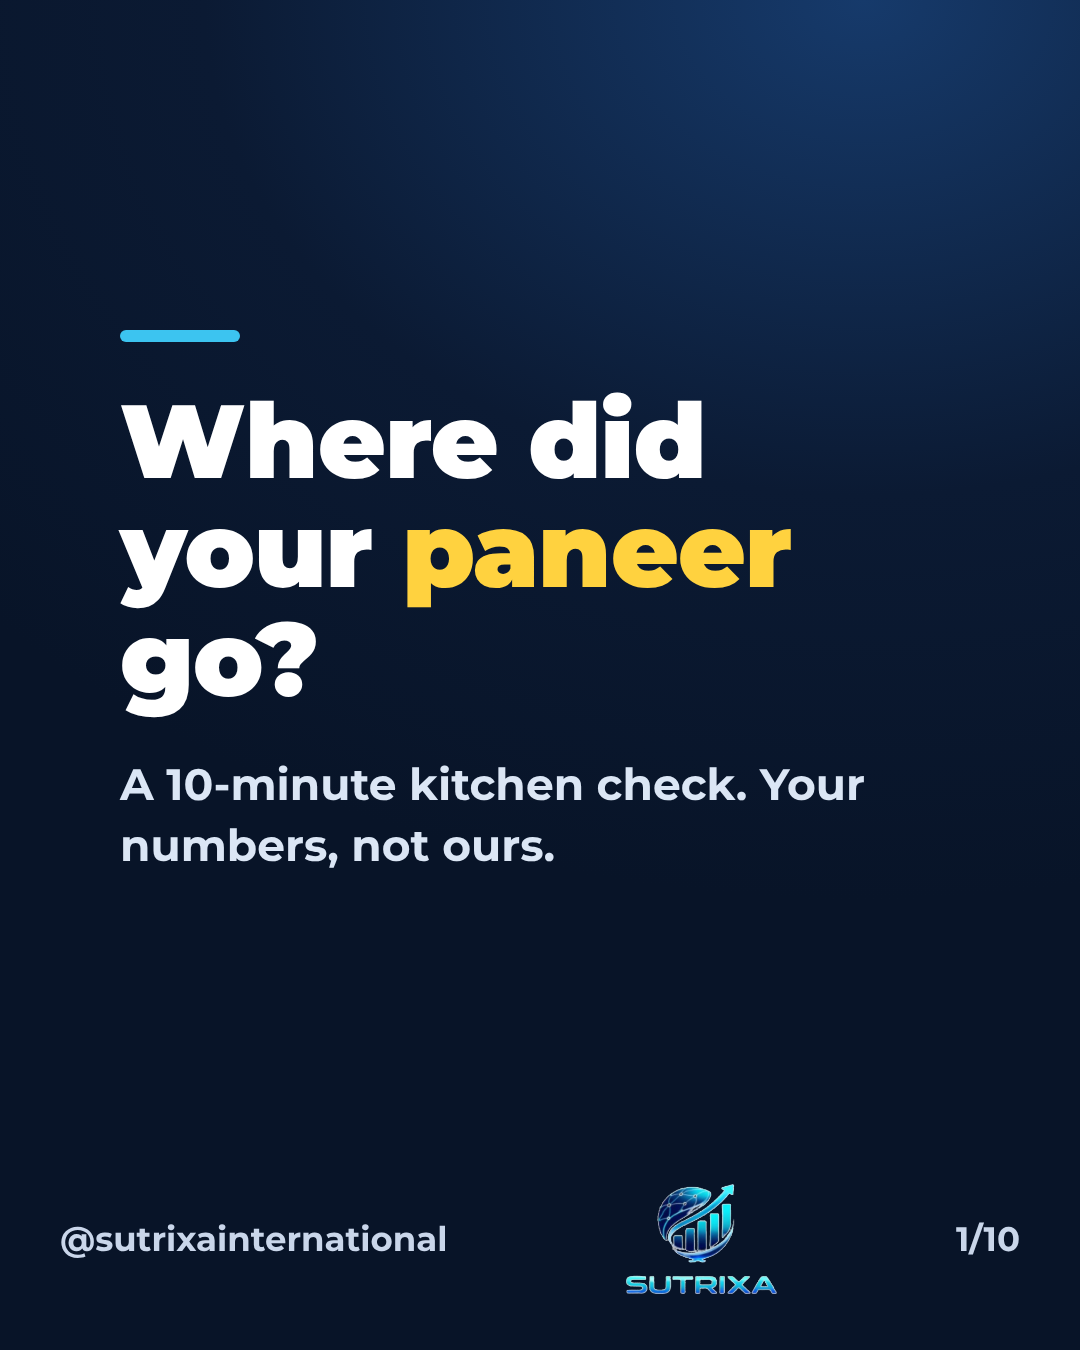 Where did
your paneer
go?
A 10-minute kitchen check. Your
numbers, not ours.
@sutrixainternational
SUTRIXA
1/10